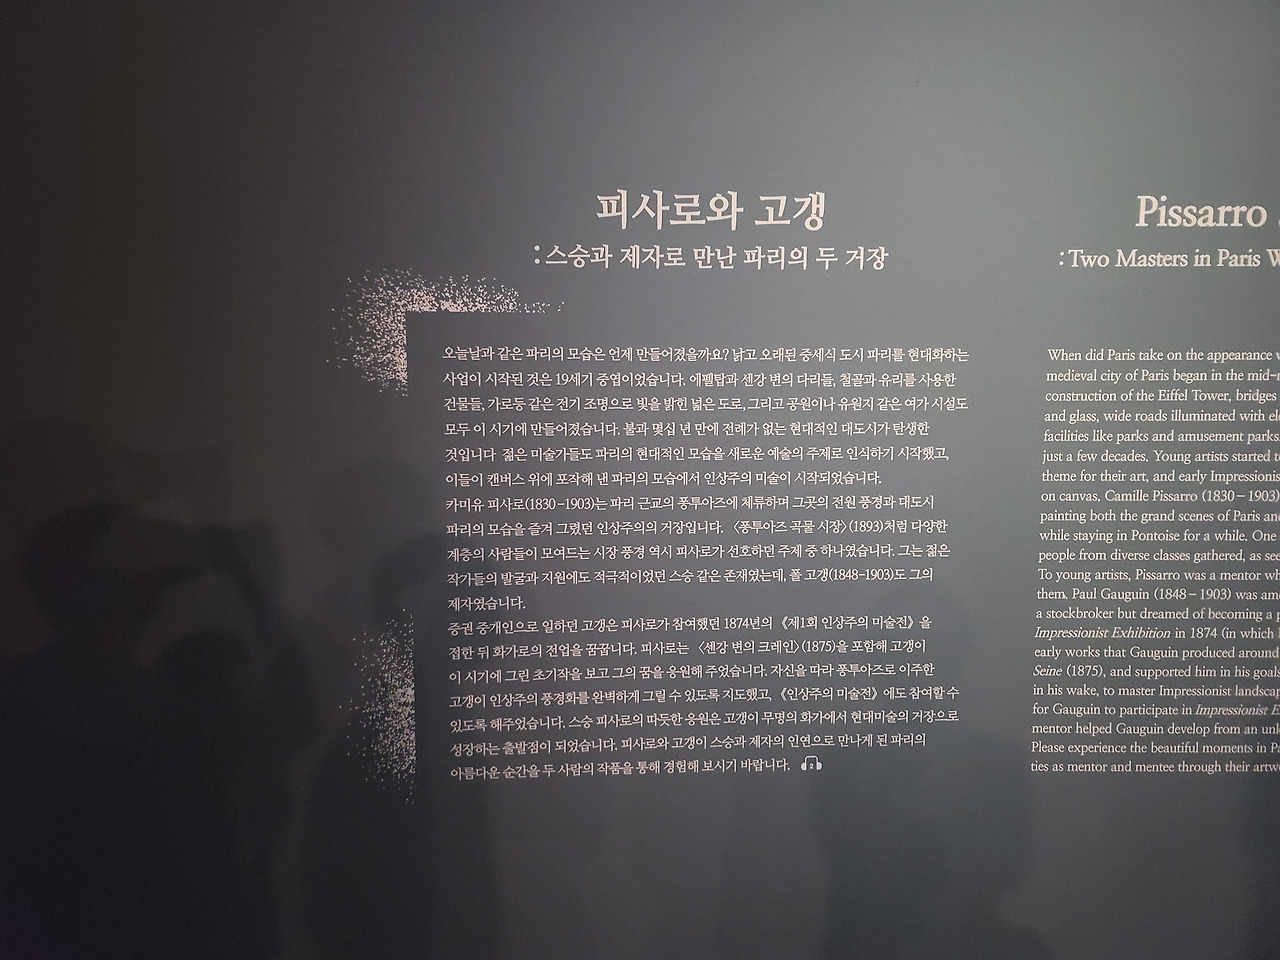 피사로와 고갱
:스승과 제자로 만난 파리의 두 거장
오늘날과 같은 파리의 모습은 언제 만들어졌을까요? 낡고 오래된 중세식 도시 파리를 현대화하는
사업이 시작된 것은 19세기 중엽이었습니다. 에펠탑과 센강 변의 다리들, 철골과 유리를 사용한
건물들, 가로등 같은 전기 조명으로 빛을 밝힌 넓은 도로, 그리고 공원이나 유원지 같은 여가 시설도
모두 이 시기에 만들어졌습니다. 불과 몇십 년 만에 전례가 없는 현대적인 대도시가 탄생한
것입니다 젊은 미술가들도 파리의 현대적인 모습을 새로운 예술의 주제로 인식하기 시작했고,
이들이 캔버스 위에 포착해 낸 파리의 모습에서 인상주의 미술이 시작되었습니다.
카미유 피사로(1830-1903)는 파리 근교의 퐁투아즈에 체류하며 그곳의 전원 풍경과 대도시
파리의 모습을 즐겨 그렸던 인상주의의 거장입니다. 〈퐁투아즈 곡물 시장〉(1893)처럼 다양한
계층의 사람들이 모여드는 시장 풍경 역시 피사로가 선호하던 주제 중 하나였습니다. 그는 젊은
작가들의 발굴과 지원에도 적극적이었던 스승 같은 존재였는데, 폴 고갱(1848-1903)도 그의
제자였습니다.
증권 중개인으로 일하던 고갱은 피사로가 참여했던 1874년의 《제1회 인상주의 미술전》을
접한 뒤 화가로의 전업을 꿈꿉니다. 피사로는 〈센강 변의 크레인〉(1875)을 포함해 고갱이
이 시기에 그린 초기작을 보고 그의 꿈을 응원해 주었습니다. 자신을 따라 퐁투아즈로 이주한
고갱이 인상주의 풍경화를 완벽하게 그릴 수 있도록 지도했고, 《인상주의 미술전》에도 참여할 수
있도록 해주었습니다. 스승 피사로의 따듯한 응원은 고갱이 무명의 화가에서 현대미술의 거장으로
성장하는 출발점이 되었습니다. 피사로와 고갱이 스승과 제자의 인연으로 만나게 된 파리의
아름다운 순간을 두 사람의 작품을 통해 경험해 보시기 바랍니다. 2
Pissarro
:Two Masters in Paris W
When did Paris take on the appearance
medieval city of Paris began in the mid-
construction of the Eiffel Tower, bridges
and glass, wide roads illuminated with
facilities like parks and amusement parks.
just a few decades. Young artists started
theme for their art, and early
on canvas. Camille Pissarro (1830–1903)
painting both the grand scenes of Paris
while staying in Pontoise for a while. One
people from diverse classes gathered, as
To young artists, Pissarro was a mentor
them. Paul Gauguin (1848–1903) was
a stockbroker but dreamed of becoming a
Impressionist Exhibition in 1874 (in which
early works that Gauguin produced around
Seine (1875), and supported him in his goals
in his wake, to master Impressionist
for Gauguin to participate in Impressionist
mentor helped Gauguin develop from an
Please experience the beautiful moments in
ties as mentor and mentee through their